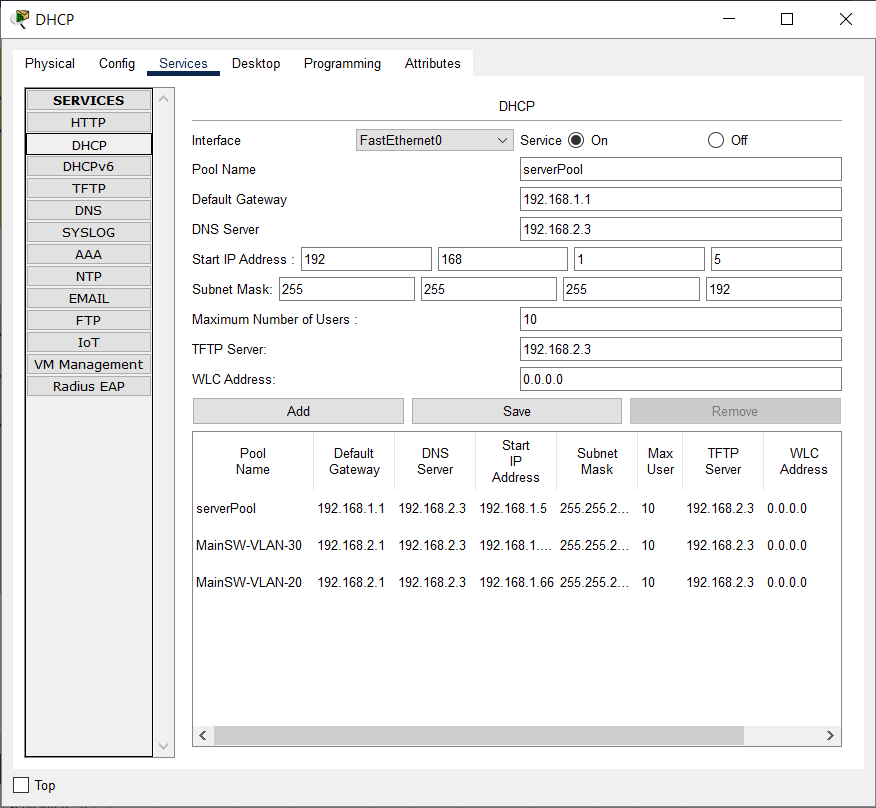 DHCP
Physical Config Services Desktop Programming Attributes
SERVICES
HTTP
DHCP
DHCPv6
TFTP
DNS
SYSLOG
AAA
NTP
EMAIL
FTP
IoT
VM Management
Radius EAP
DHCP
Interface FastEthernet0 Service On Off
Pool Name serverPool
Default Gateway 192.168.1.1
DNS Server 192.168.2.3
Start IP Address : 192 168 1 5
Subnet Mask: 255 255 255 192
Maximum Number of Users : 10
TFTP Server: 192.168.2.3
WLC Address: 0.0.0.0
Add Save Remove
Pool Name Default Gateway DNS Server Start IP Address Subnet Mask Max User TFTP Server WLC Address
serverPool 192.168.1.1 192.168.2.3 192.168.1.5 255.255.2... 10 192.168.2.3 0.0.0.0
MainSW-VLAN-30 192.168.2.1 192.168.2.3 192.168.1.... 255.255.2... 10 192.168.2.3 0.0.0.0
MainSW-VLAN-20 192.168.2.1 192.168.2.3 192.168.1.66 255.255.2... 10 192.168.2.3 0.0.0.0
Top